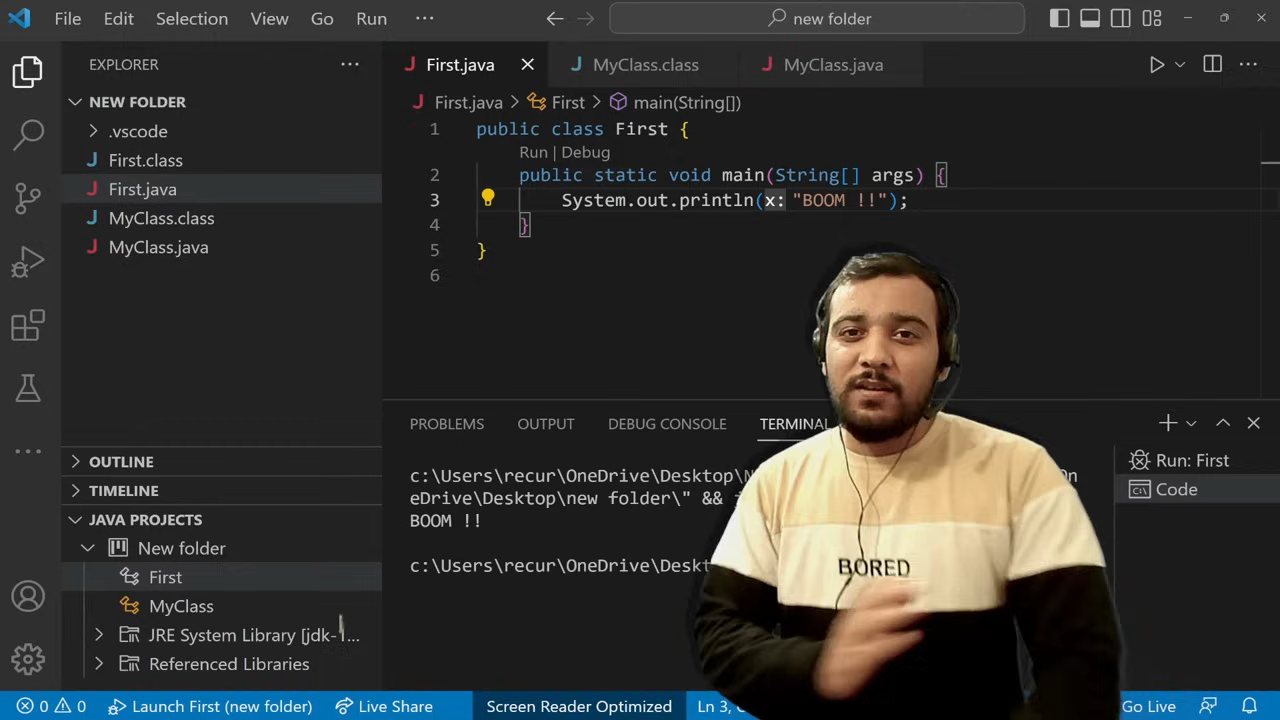 File Edit Selection View Go Run ··· new folder
EXPLORER ···
NEW FOLDER
.vscode
First.class
First.java
MyClass.class
MyClass.java
OUTLINE
TIMELINE
JAVA PROJECTS
New folder
First
MyClass
JRE System Library [jdk-1...
Referenced Libraries
First.java MyClass.class MyClass.java
First.java > First > main(String[])
1 public class First {
Run | Debug
2 public static void main(String[] args) {
3 System.out.println(x: "BOOM !!");
4 }
5 }
6
PROBLEMS OUTPUT DEBUG CONSOLE TERMINAL
c:\Users\recur\OneDrive\Desktop\
eDrive\Desktop\new folder\" &&
BOOM !!
c:\Users\recur\OneDrive\
Run: First
Code
BORED
0 0 Launch First (new folder) Live Share Screen Reader Optimized Ln 3, Go Live